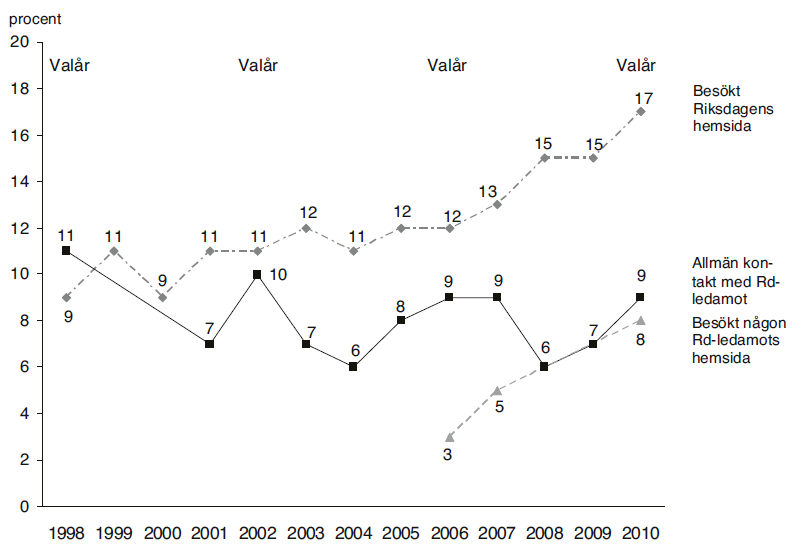 procent
20
Valår Valår Valår Valår
18
Besökt
Riksdagens
hemsida
17
16
15 15
14
13
12
12 12 12
11 11 11 11 11
10
10
9 9
9 9 9
Allmän kon-
takt med Rd-
ledamot
8
8
7 7 7
6
6 6
Besökt någon
Rd-ledamots
hemsida
8
5
4
3
2
0
1998 1999 2000 2001 2002 2003 2004 2005 2006 2007 2008 2009 2010